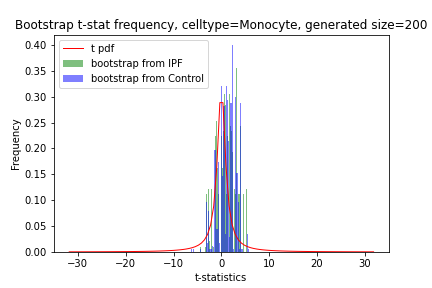 Bootstrap t-stat frequency, celltype=Monocyte, generated size=200
t pdf
bootstrap from IPF
bootstrap from Control
Frequency
0.40
0.35
0.30
0.25
0.20
0.15
0.10
0.05
0.00
−30 −20 −10 0 10 20 30
t-statistics